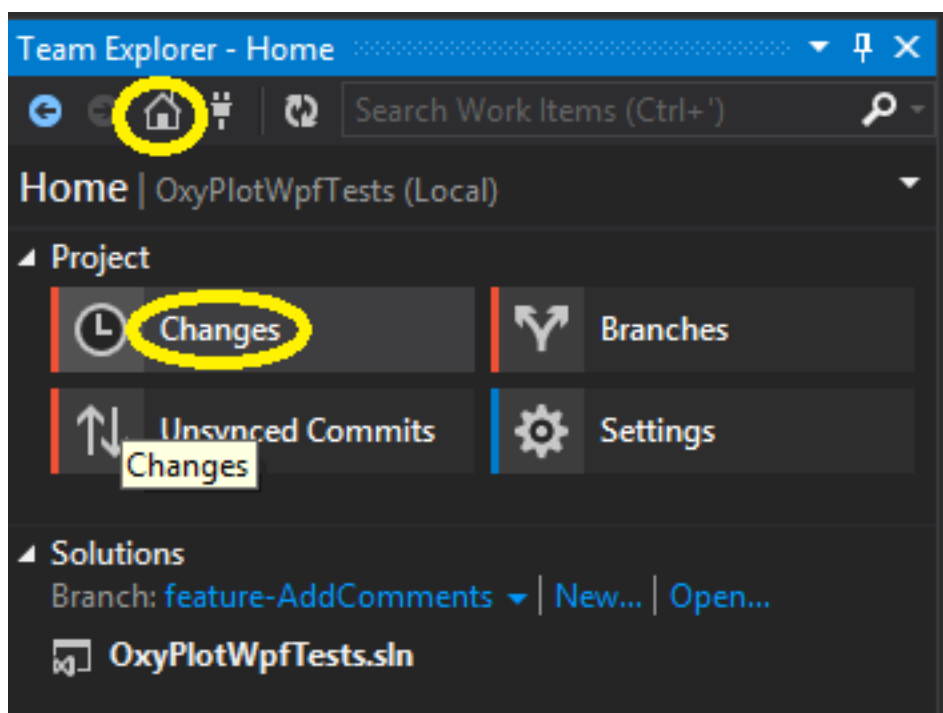 Team Explorer - Home
Search Work Items (Ctrl+')
Home | OxyPlotWpfTests (Local)
Project
Changes
Branches
Unsynced Commits
Settings
Changes
Solutions
Branch: feature-AddComments | New... | Open...
OxyPlotWpfTests.sln